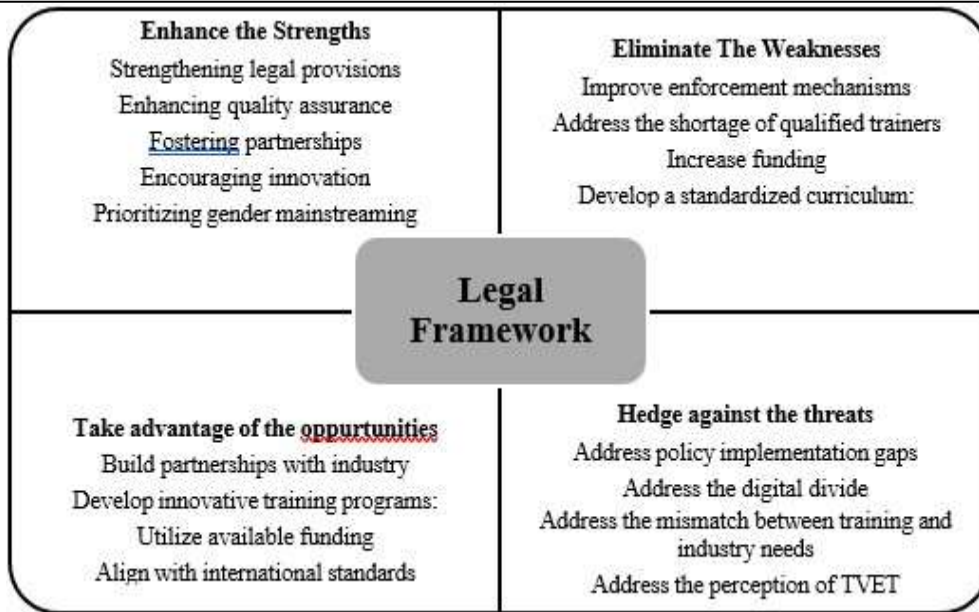 Enhance the Strengths
Strengthening legal provisions
Enhancing quality assurance
Fostering partnerships
Encouraging innovation
Prioritizing gender mainstreaming
Eliminate The Weaknesses
Improve enforcement mechanisms
Address the shortage of qualified trainers
Increase funding
Develop a standardized curriculum:
Legal
Framework
Take advantage of the oppurtunities
Build partnerships with industry
Develop innovative training programs:
Utilize available funding
Align with international standards
Hedge against the threats
Address policy implementation gaps
Address the digital divide
Address the mismatch between training and
industry needs
Address the perception of TVET